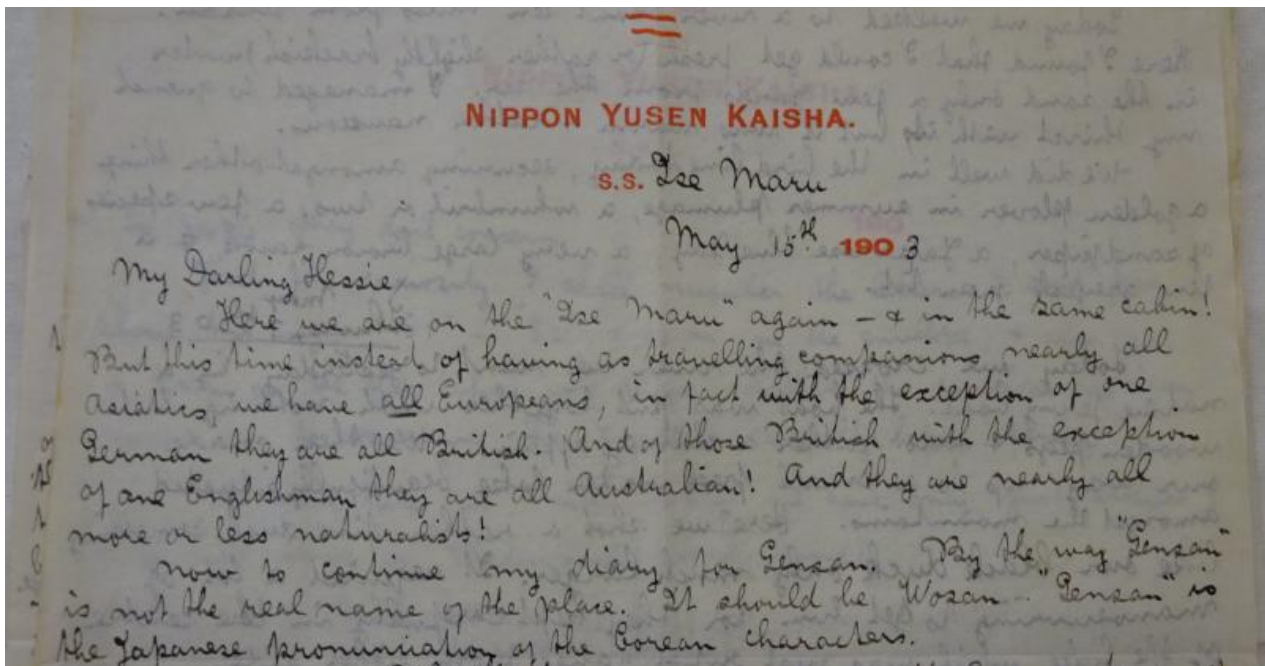 NIPPON YUSEN KAISHA.
S.S. Ise Maru
May 15th 1903
My Darling Hessie
Here we are on the "Ise Maru" again - & in the same cabin!
But this time instead of having as travelling companions nearly all
Asiatics we have all Europeans, in fact with the exception of one
German they are all British. And of those British with the exception
of one Englishman they are all Australian! And they are nearly all
more or less naturalists!
Now to continue my diary for Gensan. By the way "Gensan"
is not the real name of the place. It should be Wosan - "Gensan" is
the Japanese pronunciation of the Corean characters.